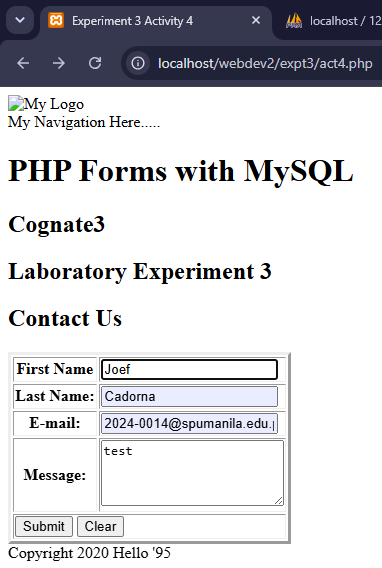 Experiment 3 Activity 4
localhost / 12
localhost/webdev2/expt3/act4.php
My Logo
My Navigation Here.....
PHP Forms with MySQL
Cognate3
Laboratory Experiment 3
Contact Us
First Name Joef
Last Name: Cadorna
E-mail: 2024-0014@spumanila.edu.
Message: test
Submit Clear
Copyright 2020 Hello '95